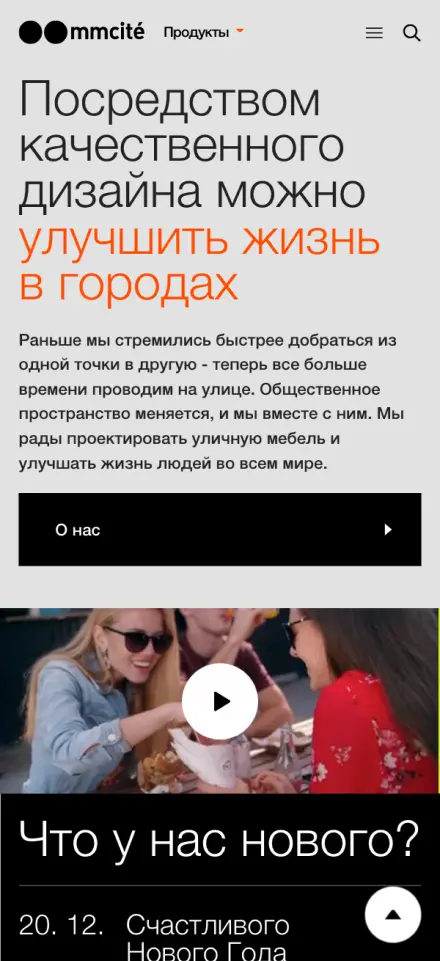 mmcité
Продукты
Посредством
качественного
дизайна можно
улучшить жизнь
в городах
Раньше мы стремились быстрее добраться из
одной точки в другую - теперь все больше
времени проводим на улице. Общественное
пространство меняется, и мы вместе с ним. Мы
рады проектировать уличную мебель и
улучшать жизнь людей во всем мире.
О нас
Что у нас нового?
20. 12. Счастливого
Нового Года